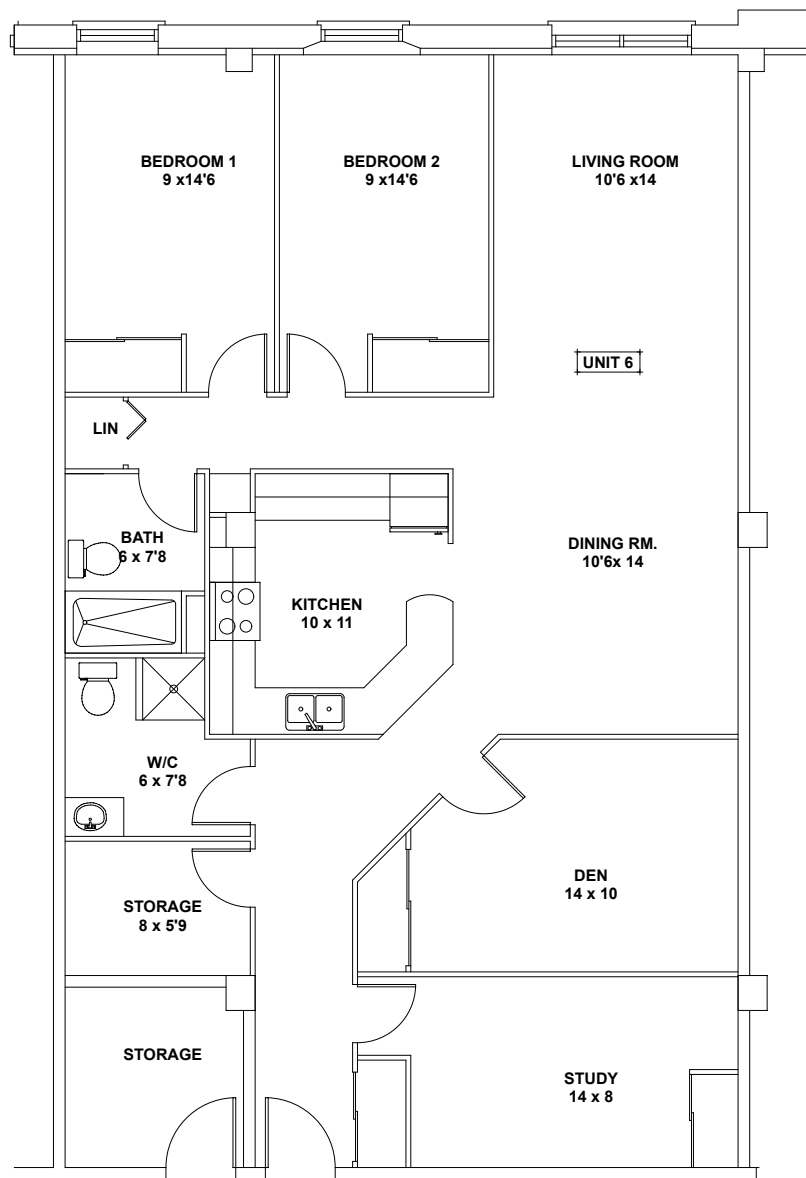 BEDROOM 1
9 x14'6
BEDROOM 2
9 x14'6
LIVING ROOM
10'6 x14
UNIT 6
LIN
BATH
6 x 7'8
KITCHEN
10 x 11
DINING RM.
10'6x 14
W/C
6 x 7'8
DEN
14 x 10
STORAGE
8 x 5'9
STORAGE
STUDY
14 x 8